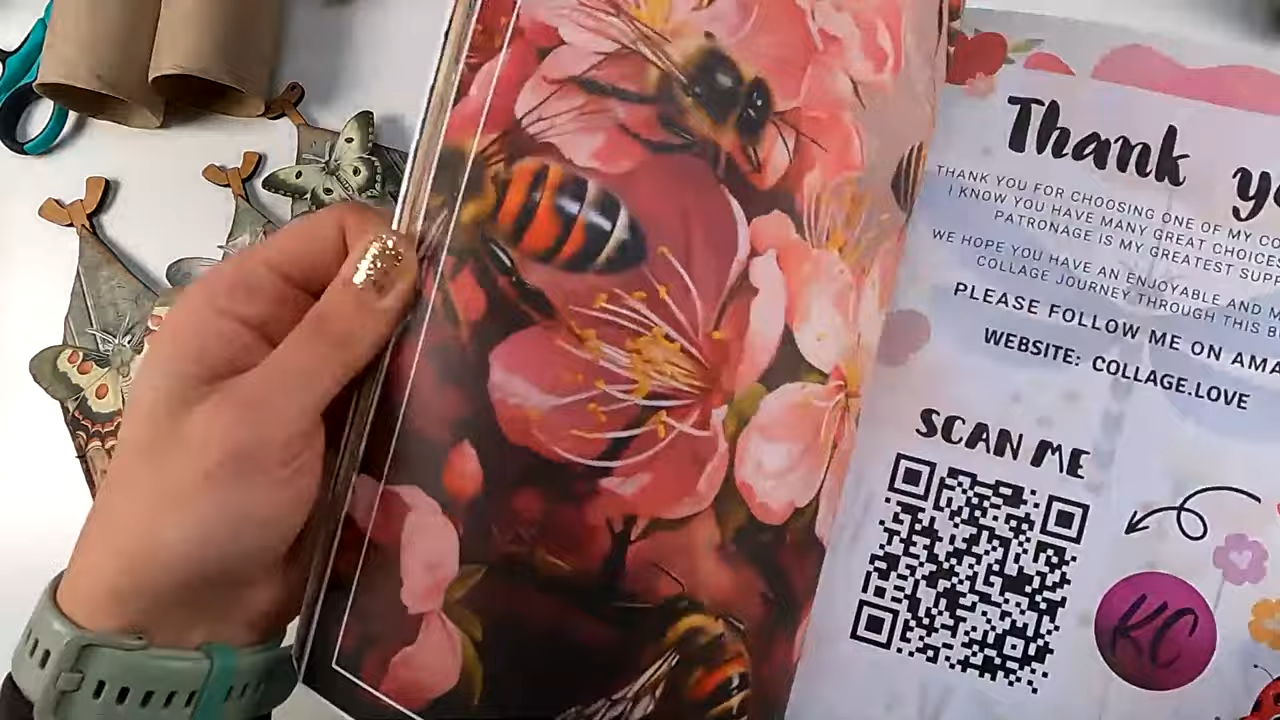 Thank
THANK YOU FOR CHOOSING ONE OF MY
I KNOW YOU HAVE MANY GREAT CHOICES
PATRONAGE IS MY GREATEST
WE HOPE YOU HAVE AN ENJOYABLE AND
COLLAGE JOURNEY THROUGH THIS
PLEASE FOLLOW ME ON
WEBSITE: COLLAGE.LOVE
SCAN ME
KC